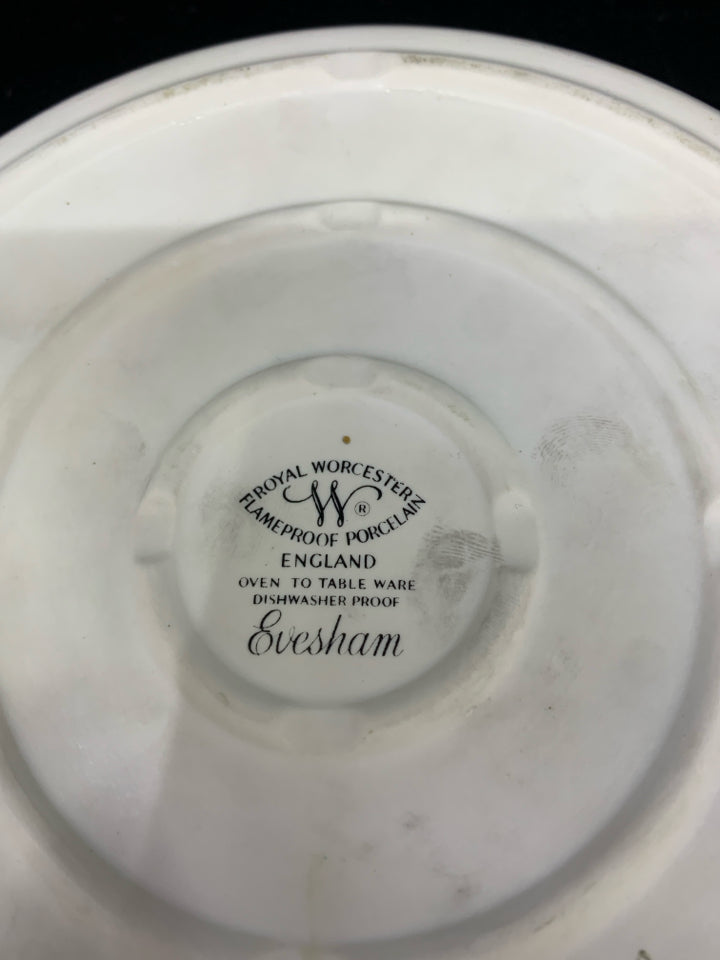 ROYAL WORCESTER
W ®
FLAMEPROOF PORCELAIN
ENGLAND
OVEN TO TABLE WARE
DISHWASHER PROOF
Evesham